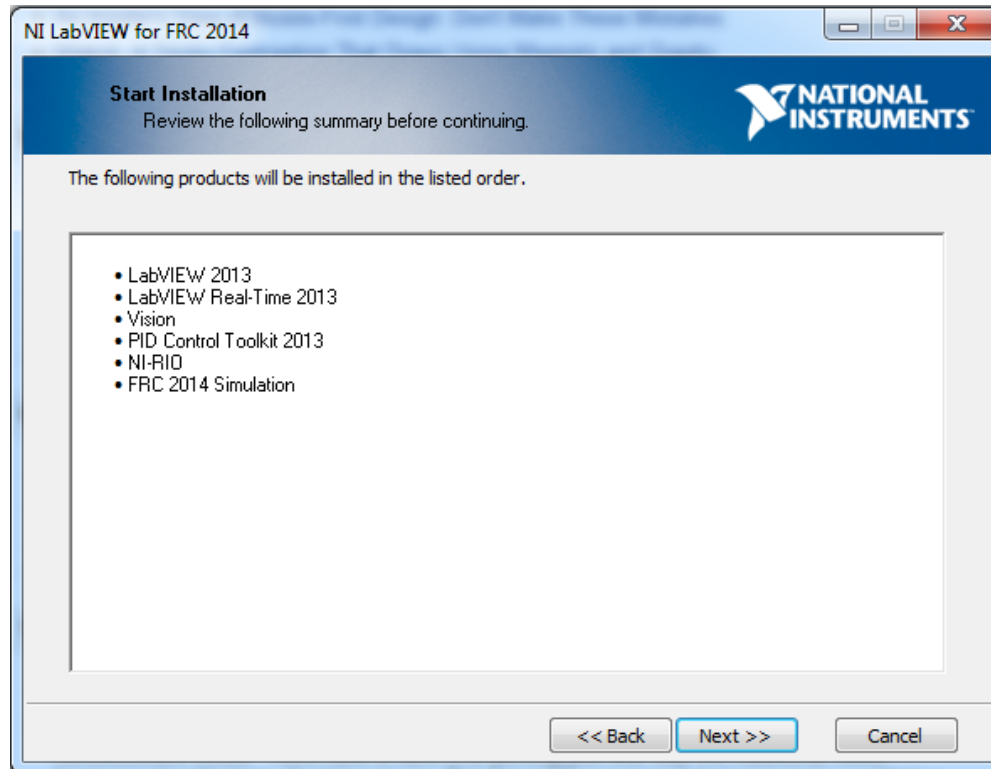 NI LabVIEW for FRC 2014
Start Installation
Review the following summary before continuing.
NATIONAL
INSTRUMENTS
The following products will be installed in the listed order.
• LabVIEW 2013
• LabVIEW Real-Time 2013
• Vision
• PID Control Toolkit 2013
• NI-RIO
• FRC 2014 Simulation
<< Back Next >> Cancel